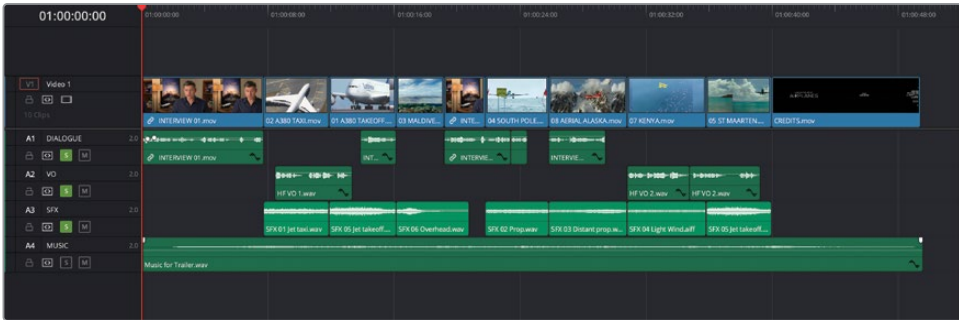 01:00:00:00
01:00:00:00 01:00:08:00 01:00:16:00 01:00:24:00 01:00:32:00 01:00:40:00 01:00:48:00
V1 Video 1
10 Clips
INTERVIEW 01.mov 02 A380 TAXI.mov 01 A380 TAKEOFF.... 03 MALDIVE... INTE... 04 SOUTH POLE.... 08 AERIAL ALASKA.mov 07 KENYA.mov 05 ST MAARTEN.... CREDITS.mov
A1 DIALOGUE 2.0
S M
INTERVIEW 01.mov INT... INTERVIE... INTERVIE...
A2 VO 2.0
S M
HF VO 1.wav HF VO 2.wav HF VO 2.wav
A3 SFX 2.0
S M
SFX 01 Jet taxi.wav SFX 05 Jet takeoff.... SFX 06 Overhead.wav SFX 02 Prop.wav SFX 03 Distant prop.w... SFX 04 Light Wind.aiff SFX 05 Jet takeoff....
A4 MUSIC 2.0
S M
Music for Trailer.wav